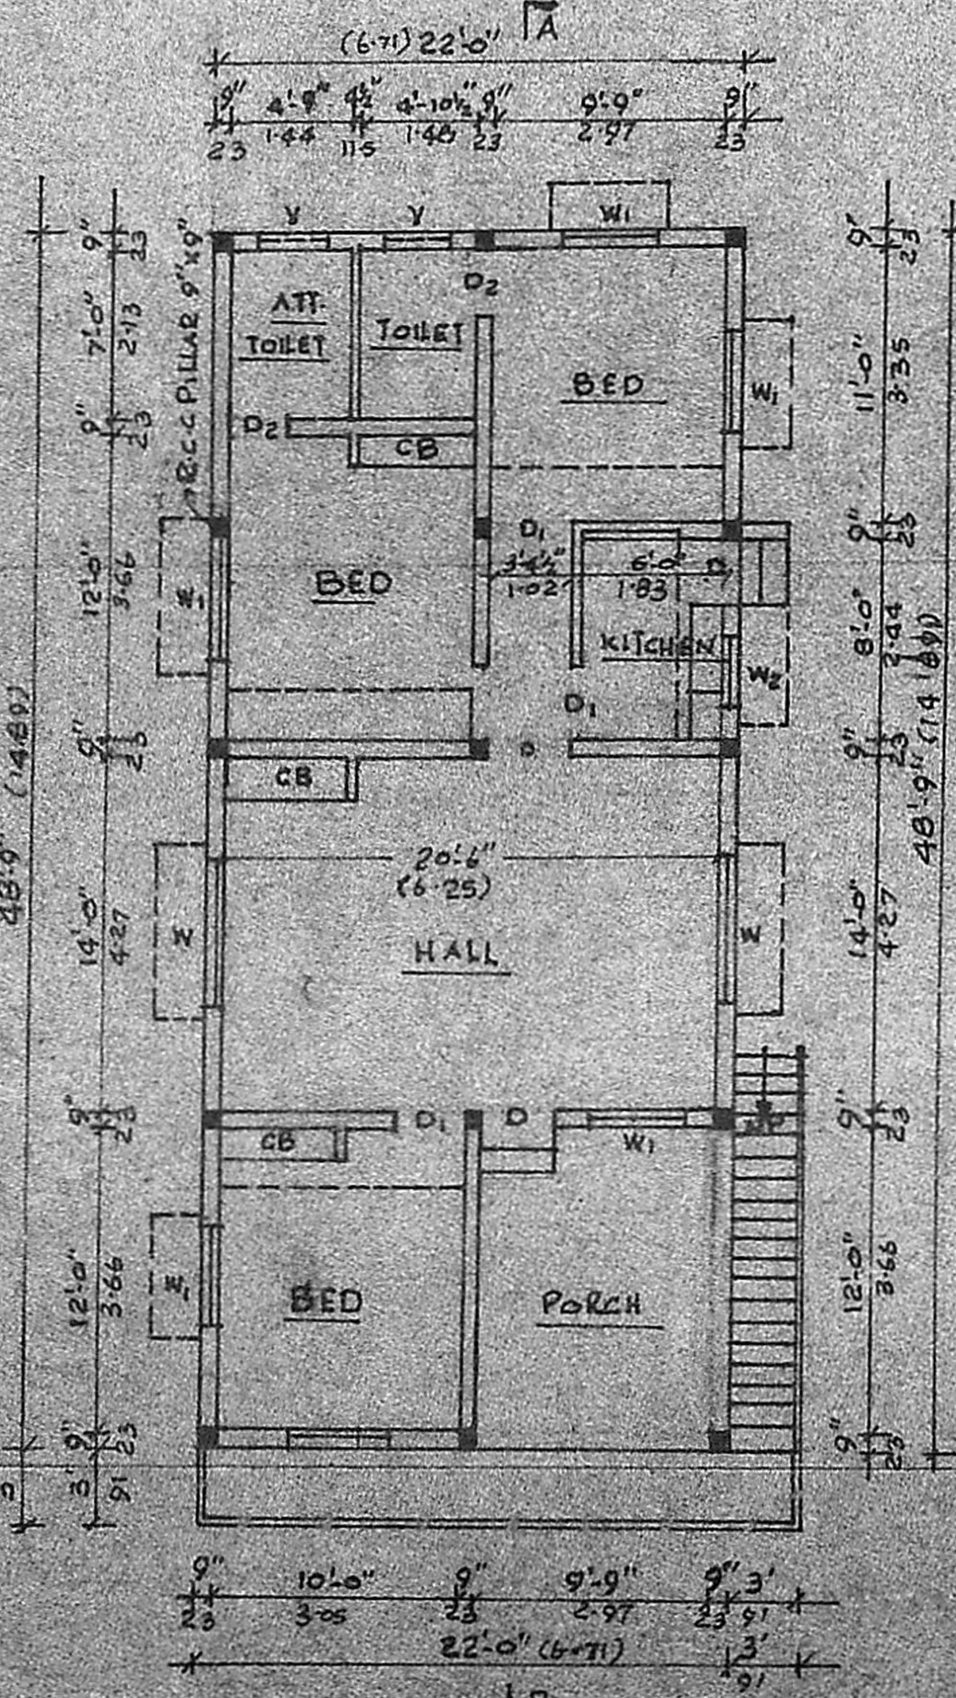 A
(6.71) 22'-0"
9" 4'-9" 4½" 4'-10½" 9" 9'-9" 9"
23 1.44 115 1.48 23 2.97 23
V V W1
9" 23
7'-0" 2.13
9" 23
12'-0" 3.66
9" 23
14'-0" 4.27
9" 23
12'-0" 3.66
9" 23
3' 91
48'-9" (14.89)
R.C.C PILLAR 9"x9"
ATT.
TOILET
TOILET
D2
BED
W1
D2
CB
D1
3'-4½" 6'-0" D
1.02 1.83
BED
W
KITCHEN
W2
D1
CB
D
20'-6"
(6.25)
W
HALL
W
D1 D
CB
W1
UP
W
BED
PORCH
9" 23
11'-0" 3.35
9" 23
8'-0" 2.44
9" 23
14'-0" 4.27
9" 23
12'-0" 3.66
9" 23
48'-9" (14.89)
9" 10'-0" 9" 9'-9" 9" 3'
23 3.05 23 2.97 23 91
22'-0" (6.71) 3'
91